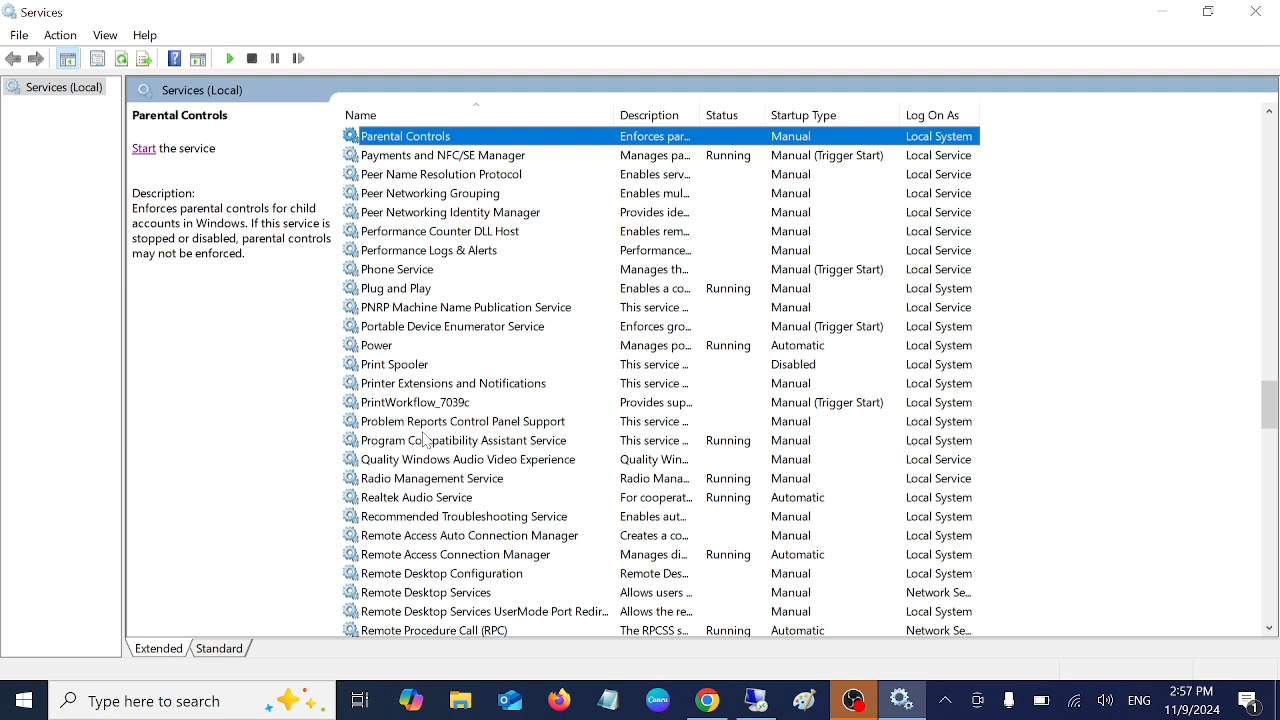 Services
File Action View Help
Services (Local)
Services (Local)
Parental Controls
Start the service
Description:
Enforces parental controls for child
accounts in Windows. If this service is
stopped or disabled, parental controls
may not be enforced.
Name Description Status Startup Type Log On As
Parental Controls Enforces par... Manual Local System
Payments and NFC/SE Manager Manages pa... Running Manual (Trigger Start) Local Service
Peer Name Resolution Protocol Enables serv... Manual Local Service
Peer Networking Grouping Enables mul... Manual Local Service
Peer Networking Identity Manager Provides ide... Manual Local Service
Performance Counter DLL Host Enables rem... Manual Local Service
Performance Logs & Alerts Performance... Manual Local Service
Phone Service Manages th... Manual (Trigger Start) Local Service
Plug and Play Enables a co... Running Manual Local System
PNRP Machine Name Publication Service This service ... Manual Local Service
Portable Device Enumerator Service Enforces gro... Manual (Trigger Start) Local System
Power Manages po... Running Automatic Local System
Print Spooler This service ... Disabled Local System
Printer Extensions and Notifications This service ... Manual Local System
PrintWorkflow_7039c Provides sup... Manual (Trigger Start) Local System
Problem Reports Control Panel Support This service ... Manual Local System
Program Compatibility Assistant Service This service ... Running Manual Local System
Quality Windows Audio Video Experience Quality Win... Manual Local Service
Radio Management Service Radio Mana... Running Manual Local Service
Realtek Audio Service For cooperat... Running Automatic Local System
Recommended Troubleshooting Service Enables aut... Manual Local System
Remote Access Auto Connection Manager Creates a co... Manual Local System
Remote Access Connection Manager Manages di... Running Automatic Local System
Remote Desktop Configuration Remote Des... Manual Local System
Remote Desktop Services Allows users ... Manual Network Se...
Remote Desktop Services UserMode Port Redir... Allows the re... Manual Local System
Remote Procedure Call (RPC) The RPCSS s... Running Automatic Network Se...
Extended Standard
Type here to search
ENG
2:57 PM
11/9/2024
1